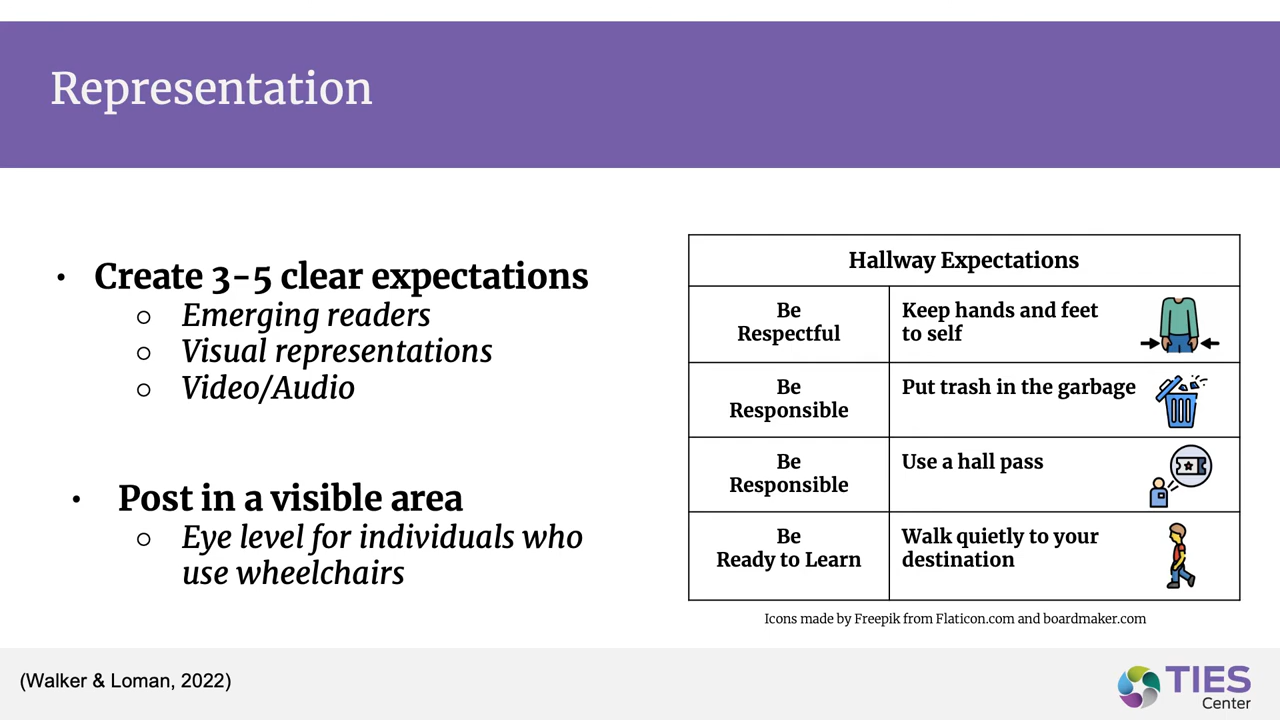 Representation
• Create 3-5 clear expectations
○ Emerging readers
○ Visual representations
○ Video/Audio
• Post in a visible area
○ Eye level for individuals who
use wheelchairs
Hallway Expectations
Be
Respectful
Keep hands and feet
to self
Be
Responsible
Put trash in the garbage
Be
Responsible
Use a hall pass
Be
Ready to Learn
Walk quietly to your
destination
Icons made by Freepik from Flaticon.com and boardmaker.com
(Walker & Loman, 2022)
TIES
Center